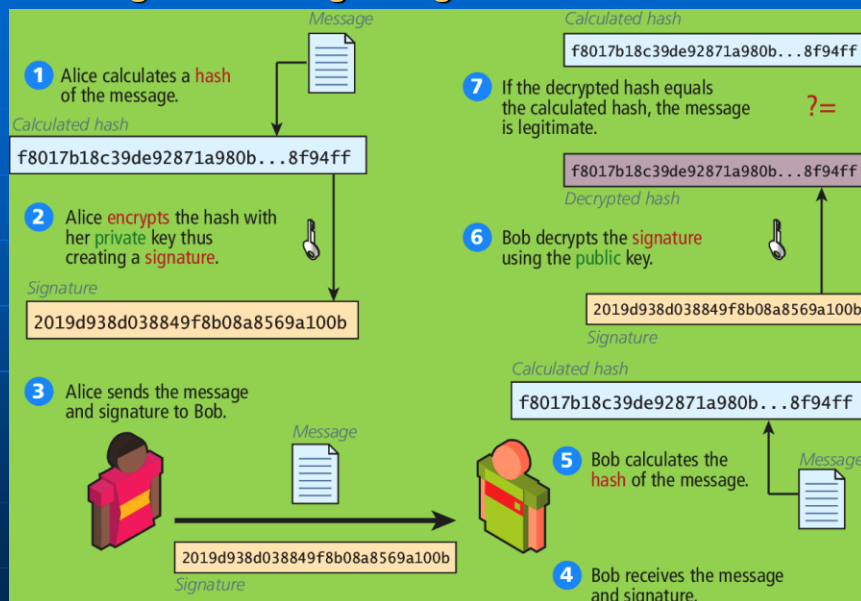 Message
1 Alice calculates a hash
of the message.
Calculated hash
f8017b18c39de92871a980b...8f94ff
2 Alice encrypts the hash with
her private key thus
creating a signature.
Signature
2019d938d038849f8b08a8569a100b
3 Alice sends the message
and signature to Bob.
Message
2019d938d038849f8b08a8569a100b
Signature
4 Bob receives the message
and signature.
5 Bob calculates the
hash of the message.
Message
Calculated hash
f8017b18c39de92871a980b...8f94ff
6 Bob decrypts the signature
using the public key.
2019d938d038849f8b08a8569a100b
Signature
Calculated hash
f8017b18c39de92871a980b...8f94ff
7 If the decrypted hash equals
the calculated hash, the message
is legitimate.
?=
f8017b18c39de92871a980b...8f94ff
Decrypted hash